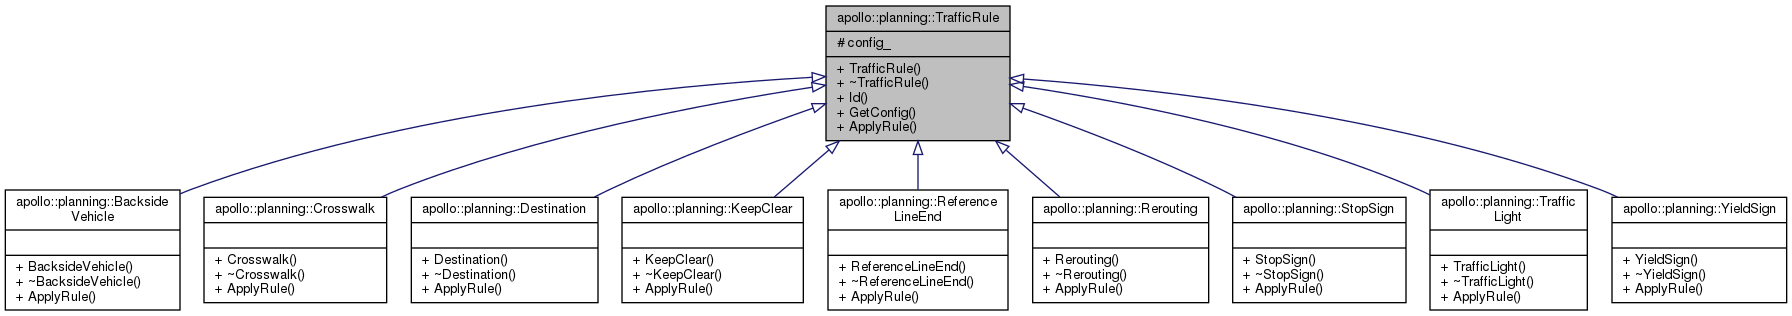 apollo::planning::TrafficRule
# config_
+ TrafficRule()
+ ~TrafficRule()
+ Id()
+ GetConfig()
+ ApplyRule()
apollo::planning::Backside
Vehicle
+ BacksideVehicle()
+ ~BacksideVehicle()
+ ApplyRule()
apollo::planning::Crosswalk
+ Crosswalk()
+ ~Crosswalk()
+ ApplyRule()
apollo::planning::Destination
+ Destination()
+ ~Destination()
+ ApplyRule()
apollo::planning::KeepClear
+ KeepClear()
+ ~KeepClear()
+ ApplyRule()
apollo::planning::Reference
LineEnd
+ ReferenceLineEnd()
+ ~ReferenceLineEnd()
+ ApplyRule()
apollo::planning::Rerouting
+ Rerouting()
+ ~Rerouting()
+ ApplyRule()
apollo::planning::StopSign
+ StopSign()
+ ~StopSign()
+ ApplyRule()
apollo::planning::Traffic
Light
+ TrafficLight()
+ ~TrafficLight()
+ ApplyRule()
apollo::planning::YieldSign
+ YieldSign()
+ ~YieldSign()
+ ApplyRule()